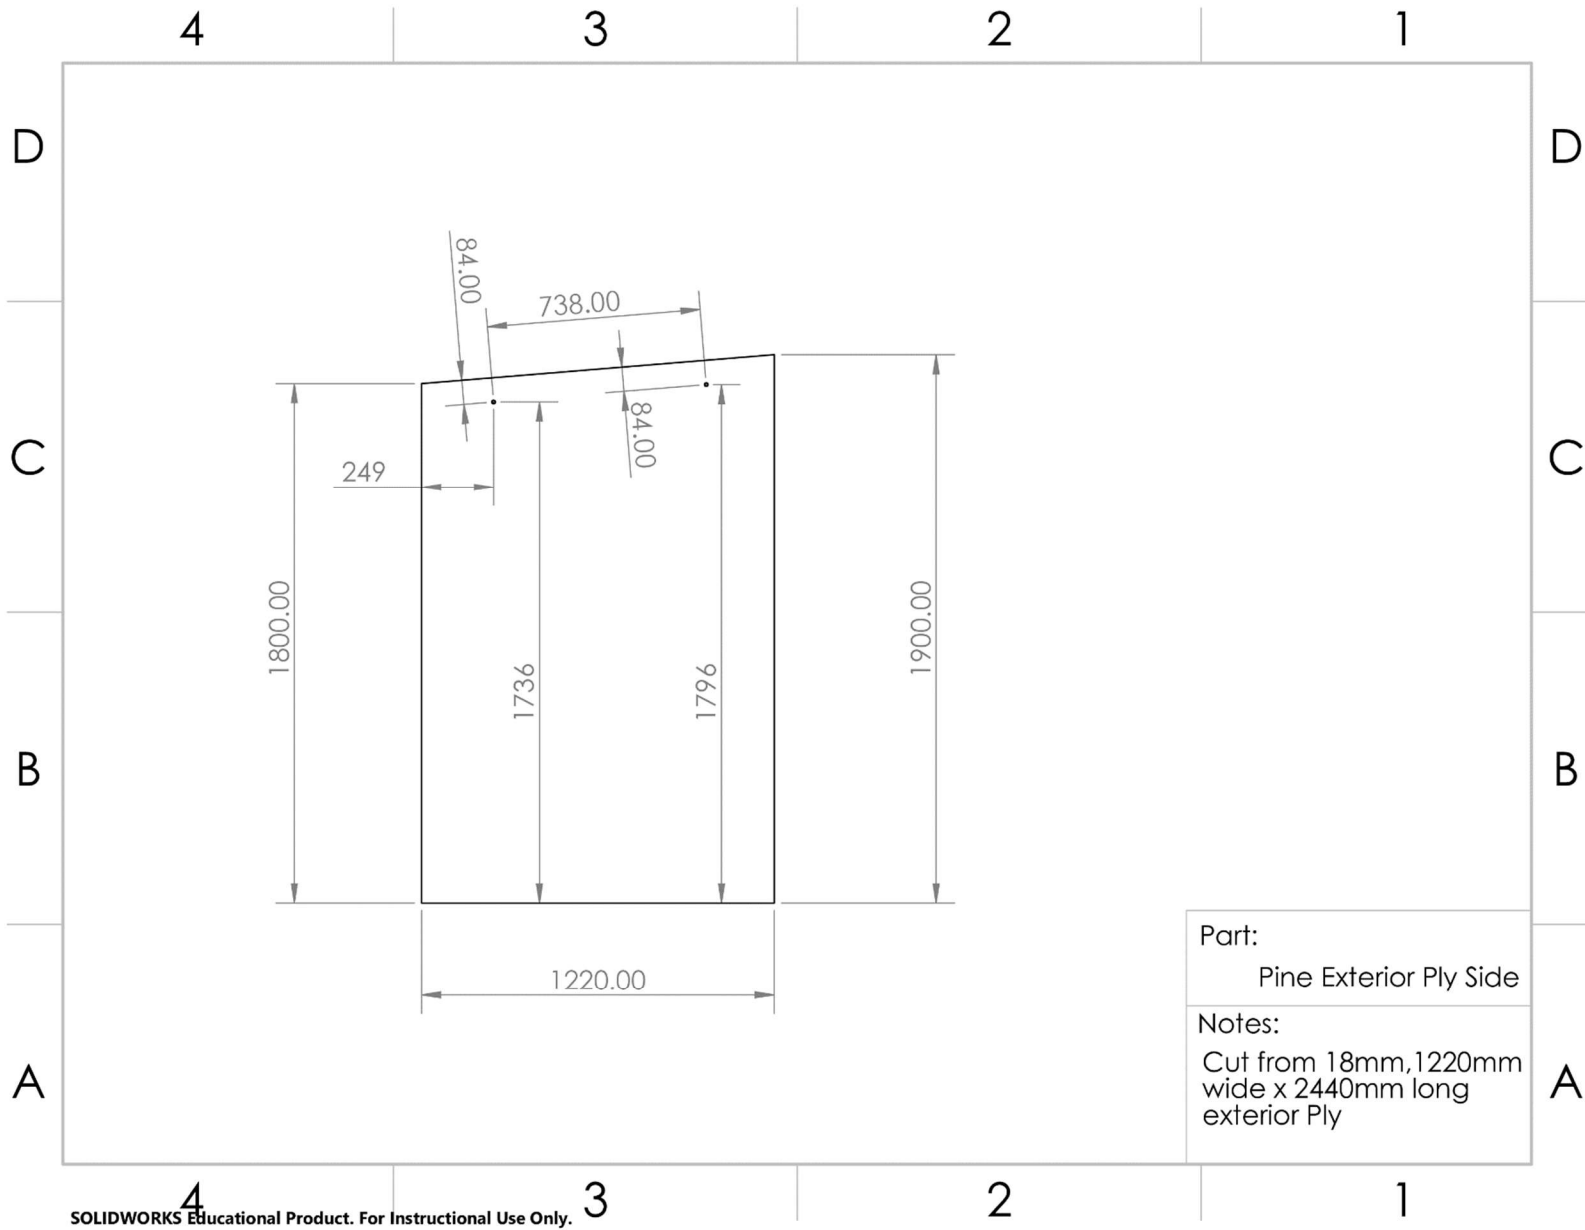 4 3 2 1
D D
84.00
738.00
84.00
C C
249
1800.00
1900.00
1736
1796
B B
1220.00
Part:
Pine Exterior Ply Side
Notes:
Cut from 18mm,1220mm
wide x 2440mm long
exterior Ply
A A
4 3 2 1
SOLIDWORKS Educational Product. For Instructional Use Only.